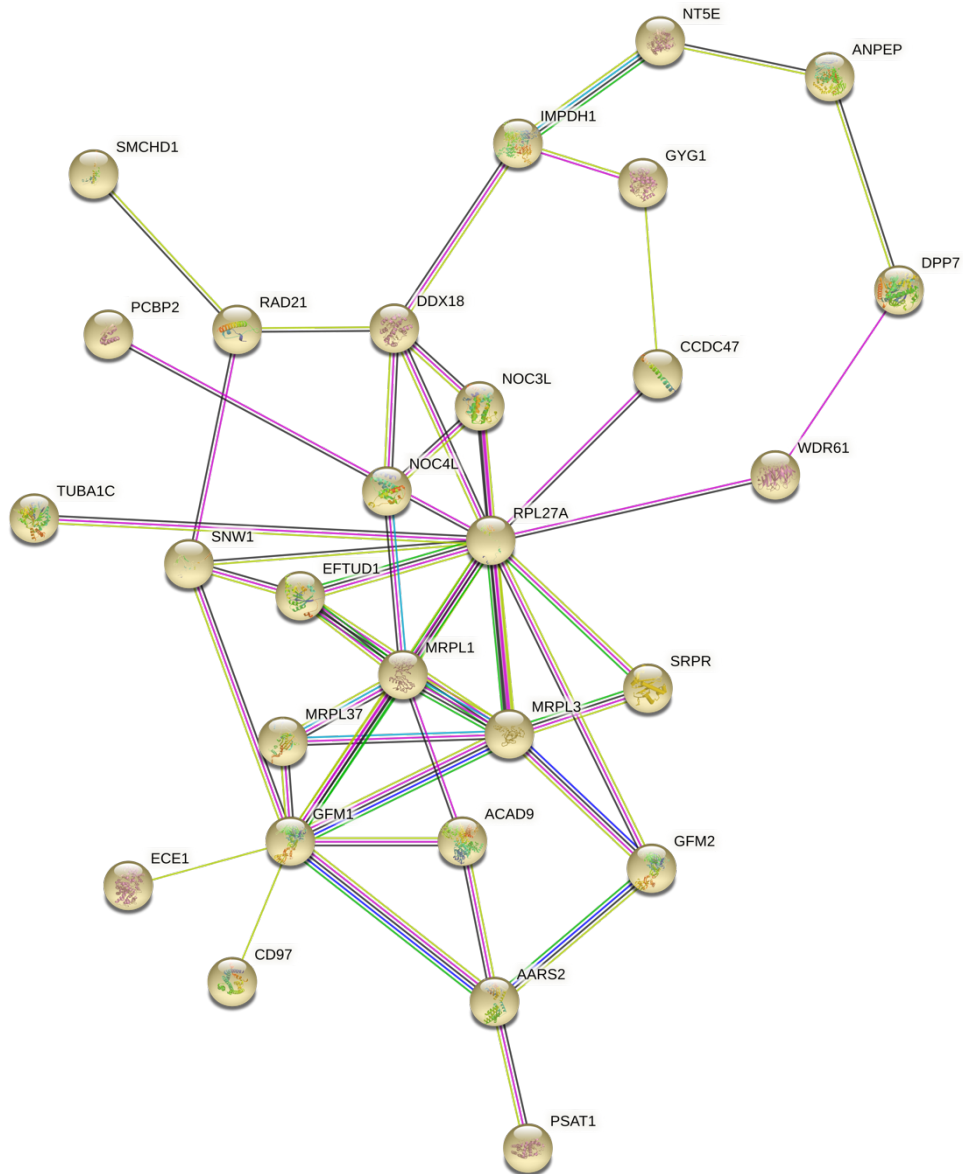 NT5E
ANPEP
IMPDH1
SMCHD1
GYG1
DPP7
PCBP2
RAD21
DDX18
CCDC47
NOC3L
WDR61
NOC4L
TUBA1C
RPL27A
SNW1
EFTUD1
MRPL1
SRPR
MRPL37
MRPL3
GFM1
ACAD9
GFM2
ECE1
CD97
AARS2
PSAT1